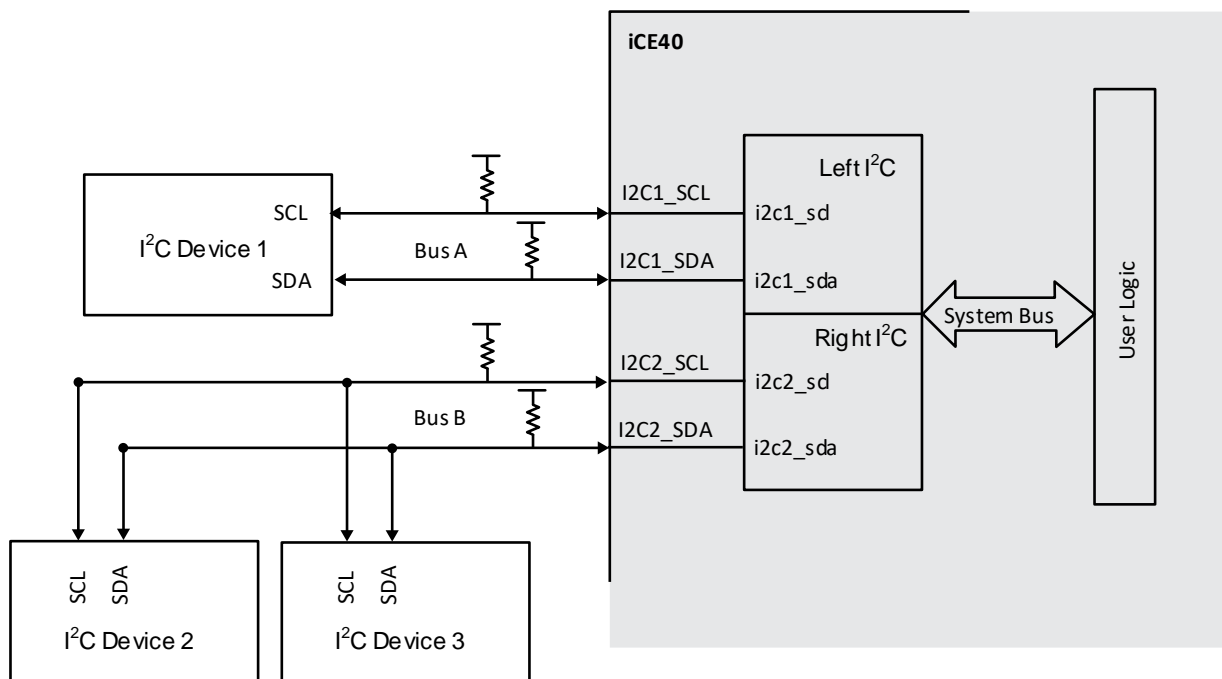 iCE40
Left I²C
I2C1_SCL
i2c1_sd
SCL
I²C Device 1
Bus A
SDA
I2C1_SDA
i2c1_sda
System Bus
User Logic
Right I²C
I2C2_SCL
i2c2_sd
Bus B
I2C2_SDA
i2c2_sda
SCL
SDA
I²C Device 2
SCL
SDA
I²C Device 3